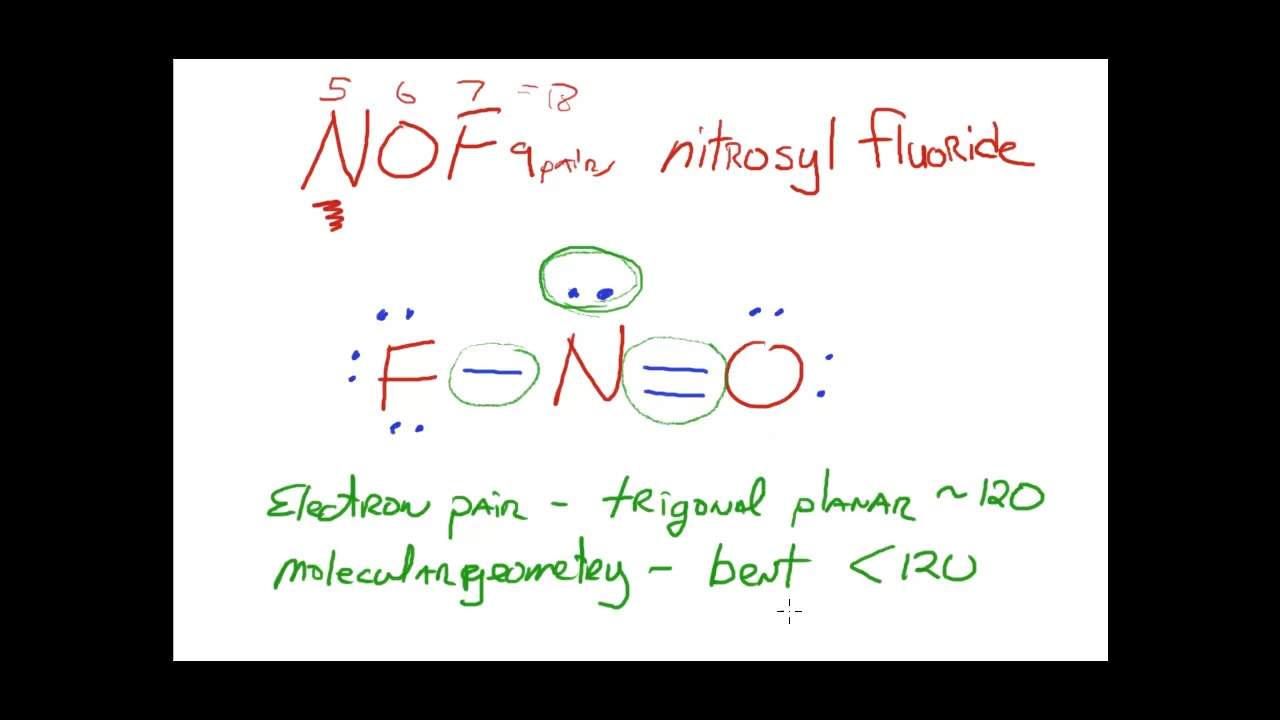 5 6 7 = 18
NOF 9 pairs nitrosyl fluoride
F N O
Electron pair - trigonal planar ~120
molecular geometry - bent <120